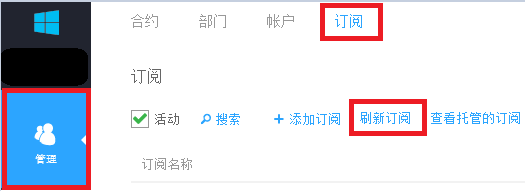 合约 部门 帐户 订阅
订阅
活动 搜索 + 添加订阅 刷新订阅 查看托管的订阅
管理
订阅名称